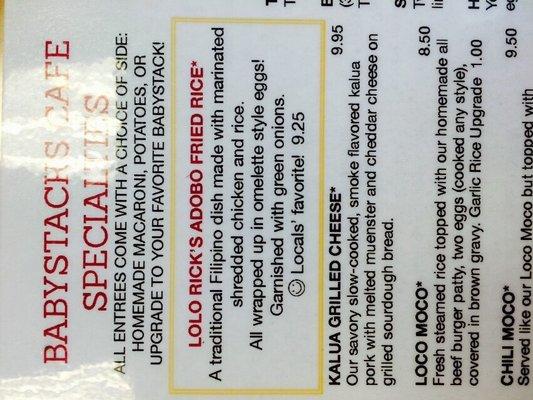 BABYSTACKS CAFE
SPECIALTIES
ALL ENTREES COME WITH A CHOICE OF SIDE:
HOMEMADE MACARONI, POTATOES, OR
UPGRADE TO YOUR FAVORITE BABYSTACK!
LOLO RICK'S ADOBO FRIED RICE*
A traditional Filipino dish made with marinated
shredded chicken and rice.
All wrapped up in omelette style eggs!
Garnished with green onions.
Locals' favorite! 9.25
KALUA GRILLED CHEESE* 9.95
Our savory slow-cooked, smoke flavored kalua
pork with melted muenster and cheddar cheese on
grilled sourdough bread.
LOCO MOCO* 8.50
Fresh steamed rice topped with our homemade all
beef burger patty, two eggs (cooked any style),
covered in brown gravy. Garlic Rice Upgrade 1.00
CHILI MOCO* 9.50
Served like our Loco Moco but topped with